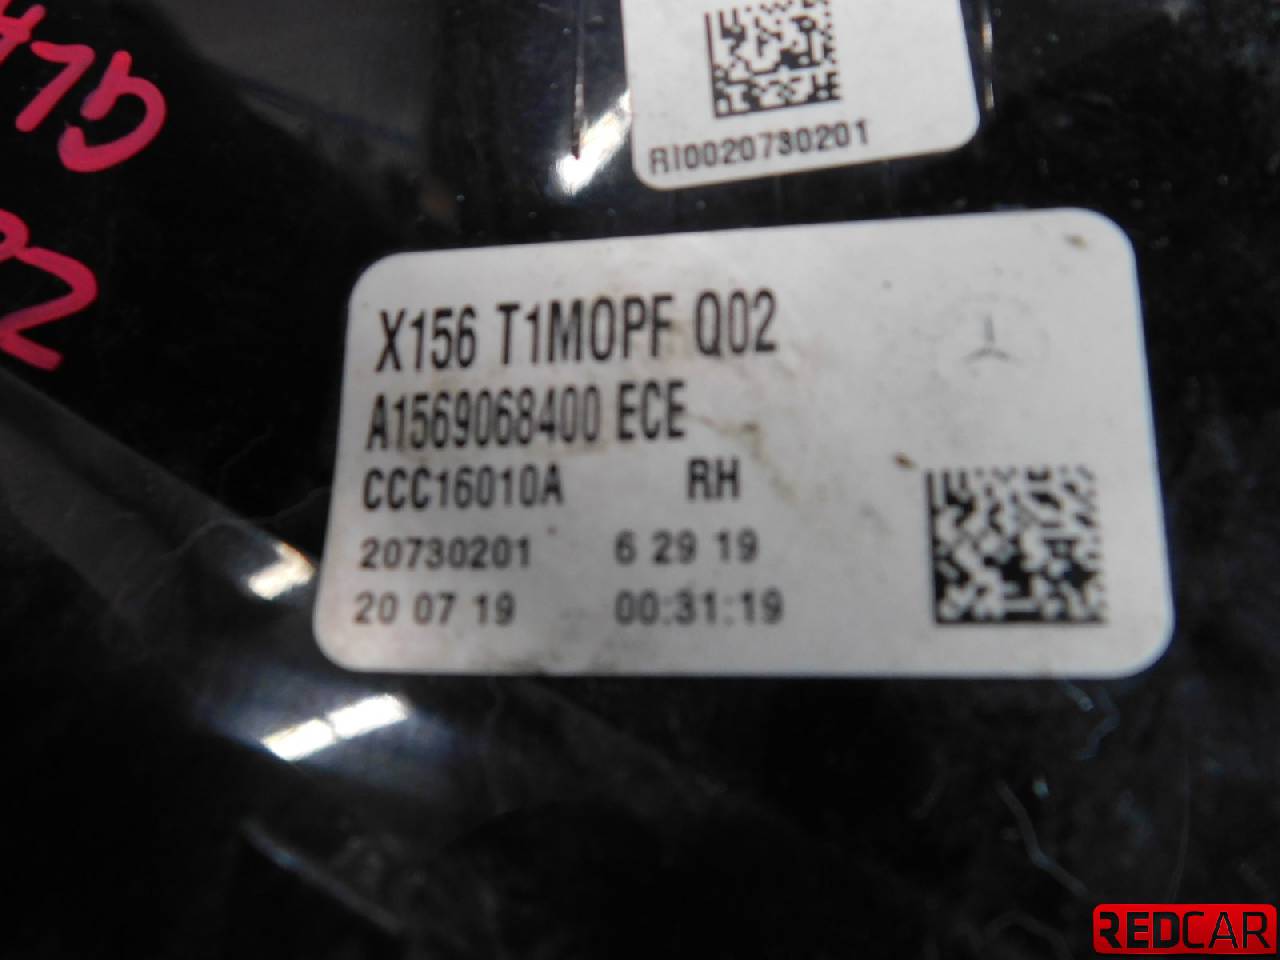 GLA
RI0020730201
X156 T1MOPF Q02
A1569068400 ECE
CCC16010A RH
20730201 6 29 19
20 07 19 00:31:19
REDCAR